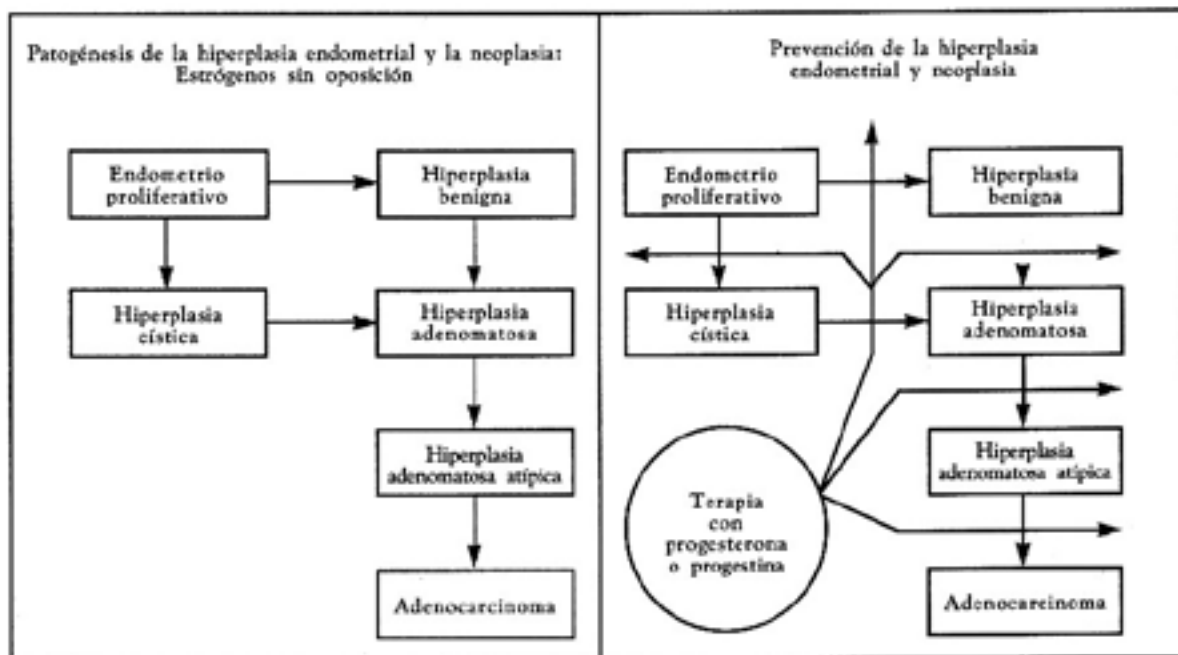 Patogénesis de la hiperplasia endometrial y la neoplasia:
Estrógenos sin oposición
Endometrio
proliferativo
Hiperplasia
benigna
Hiperplasia
cística
Hiperplasia
adenomatosa
Hiperplasia
adenomatosa atípica
Adenocarcinoma
Prevención de la hiperplasia
endometrial y neoplasia
Endometrio
proliferativo
Hiperplasia
benigna
Hiperplasia
cística
Hiperplasia
adenomatosa
Hiperplasia
adenomatosa atípica
Terapia
con
progesterona
o progestina
Adenocarcinoma